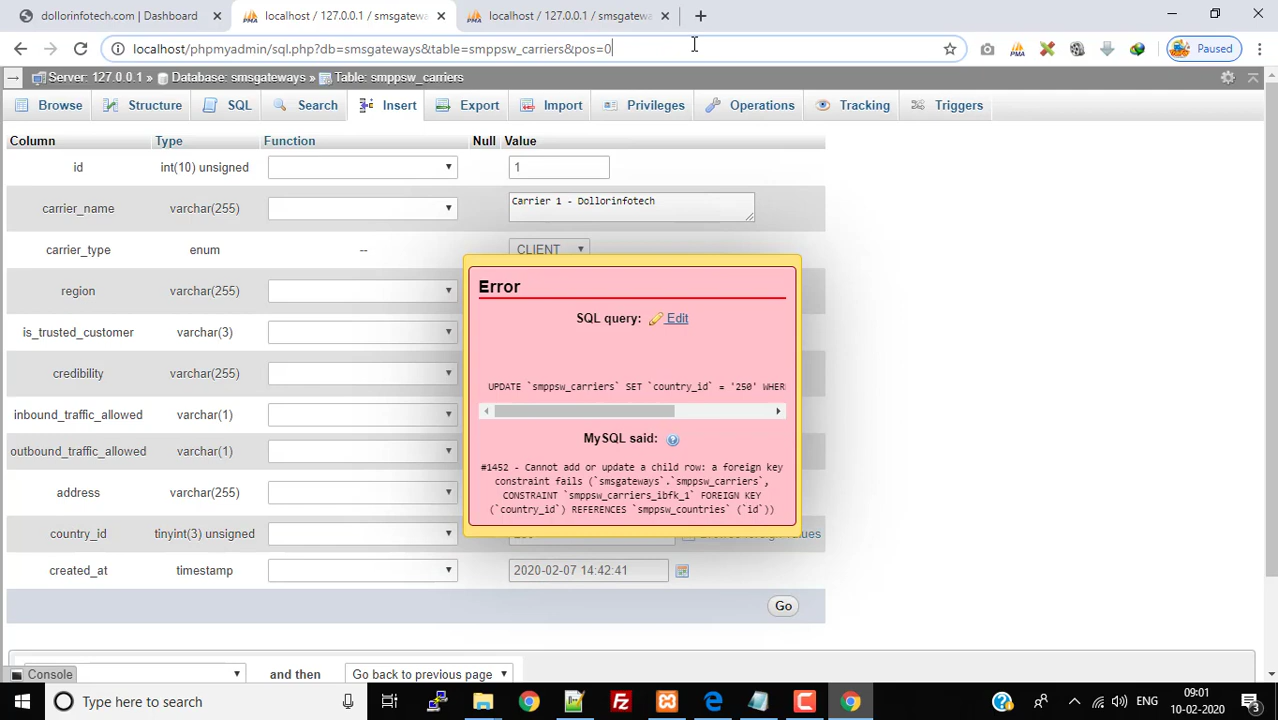 dollorinfotech.com | Dashboard
localhost / 127.0.0.1 / smsgatewa
localhost / 127.0.0.1 / smsgatewa
localhost/phpmyadmin/sql.php?db=smsgateways&table=smppsw_carriers&pos=0
Paused
Server: 127.0.0.1 » Database: smsgateways » Table: smppsw_carriers
Browse Structure SQL Search Insert Export Import Privileges Operations Tracking Triggers
Column Type Function Null Value
id int(10) unsigned 1
carrier_name varchar(255) Carrier 1 - Dollorinfotech
carrier_type enum -- CLIENT
region varchar(255)
is_trusted_customer varchar(3)
credibility varchar(255)
inbound_traffic_allowed varchar(1)
outbound_traffic_allowed varchar(1)
address varchar(255)
country_id tinyint(3) unsigned
created_at timestamp 2020-02-07 14:42:41
Error
SQL query: Edit
UPDATE `smppsw_carriers` SET `country_id` = '250' WHER
MySQL said:
#1452 - Cannot add or update a child row: a foreign key
constraint fails (`smsgateways`.`smppsw_carriers`,
CONSTRAINT `smppsw_carriers_ibfk_1` FOREIGN KEY
(`country_id`) REFERENCES `smppsw_countries` (`id`))
Go
Console and then Go back to previous page
Type here to search
ENG
09:01
10-02-2020
3